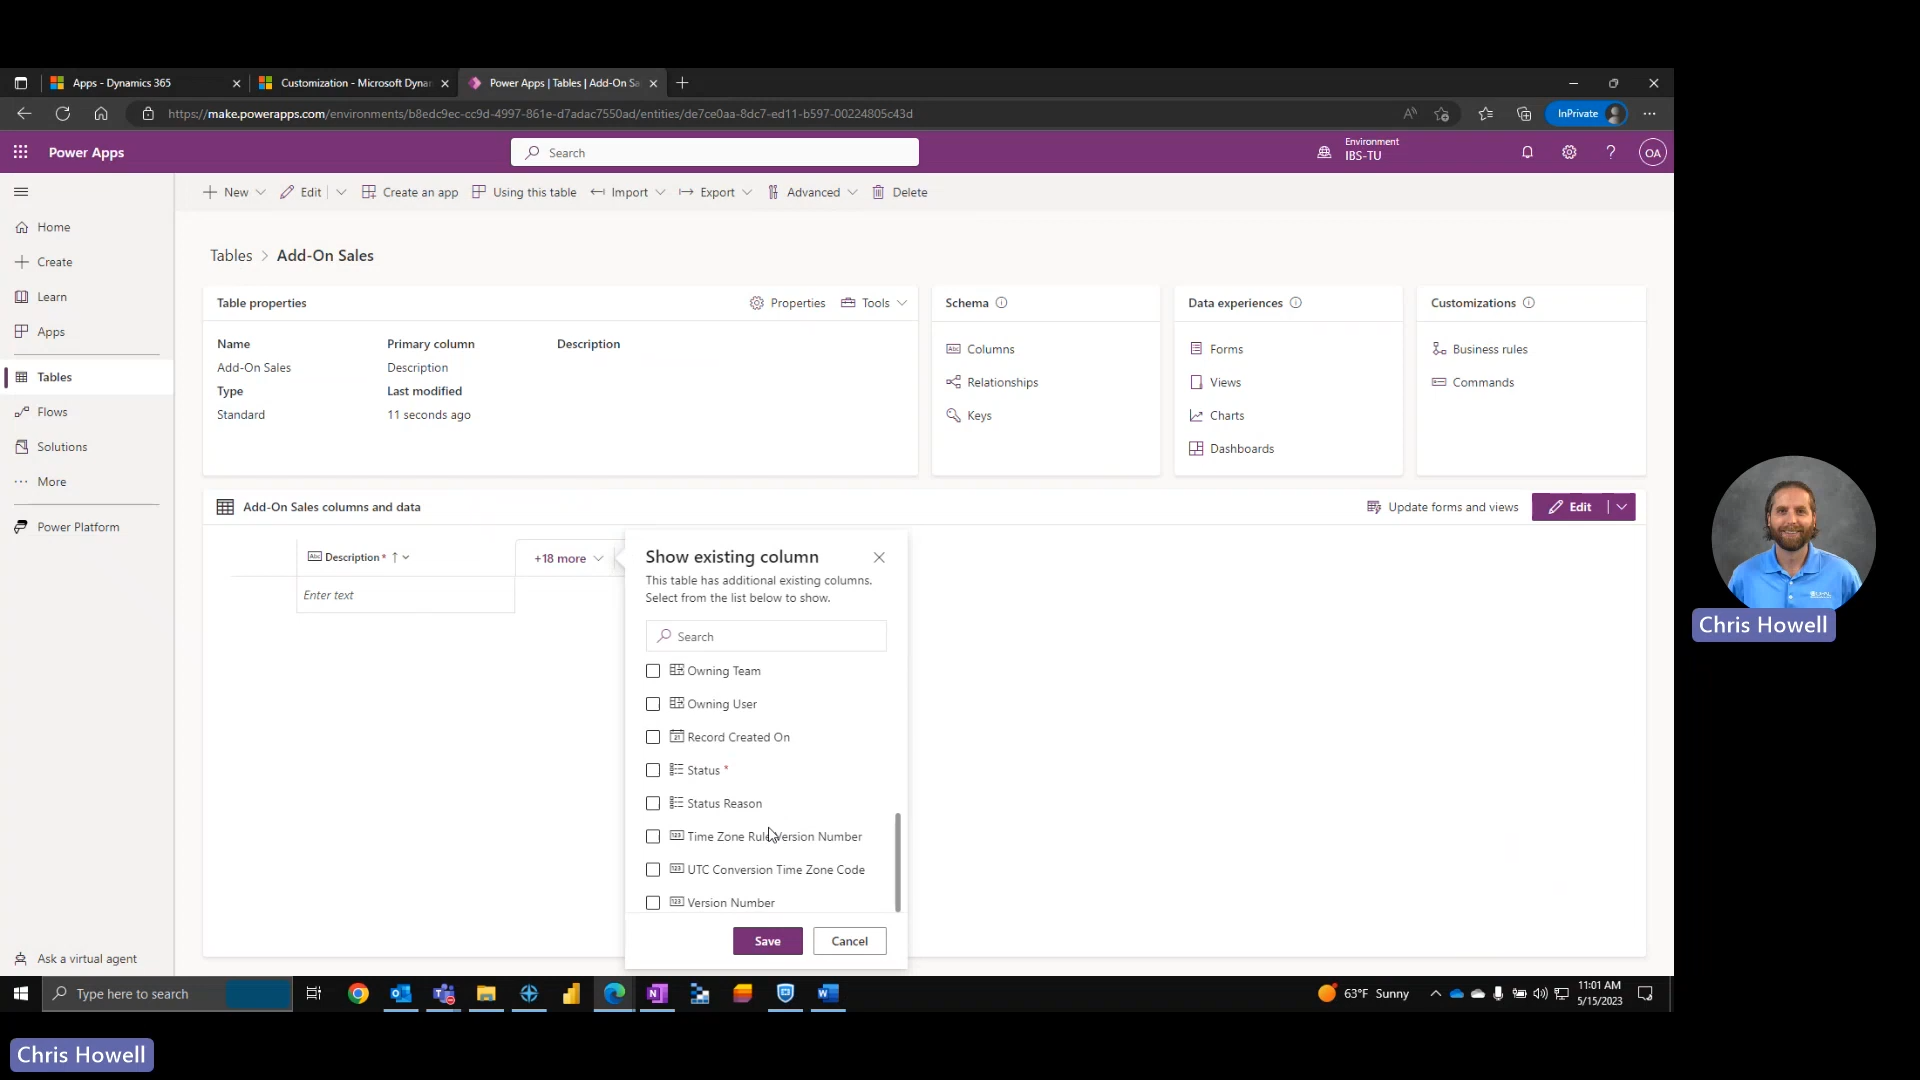 Apps - Dynamics 365
Customization - Microsoft Dynar
Power Apps | Tables | Add-On Sa
https://make.powerapps.com/environments/b8edc9ec-cc9d-4997-861e-d7adac7550ad/entities/de7ce0aa-8dc7-ed11-b597-00224805c43d
InPrivate
Power Apps
Search
Environment
IBS-TU
OA
New
Edit
Create an app
Using this table
Import
Export
Advanced
Delete
Home
Create
Learn
Apps
Tables
Flows
Solutions
More
Power Platform
Ask a virtual agent
Tables > Add-On Sales
Table properties
Properties
Tools
Name
Primary column
Description
Add-On Sales
Description
Type
Last modified
Standard
11 seconds ago
Schema
Columns
Relationships
Keys
Data experiences
Forms
Views
Charts
Dashboards
Customizations
Business rules
Commands
Add-On Sales columns and data
Update forms and views
Edit
Description *
+18 more
Enter text
Show existing column
This table has additional existing columns.
Select from the list below to show.
Search
Owning Team
Owning User
Record Created On
Status *
Status Reason
Time Zone Rule Version Number
UTC Conversion Time Zone Code
Version Number
Save
Cancel
Type here to search
63°F Sunny
11:01 AM
5/15/2023
Chris Howell
Chris Howell